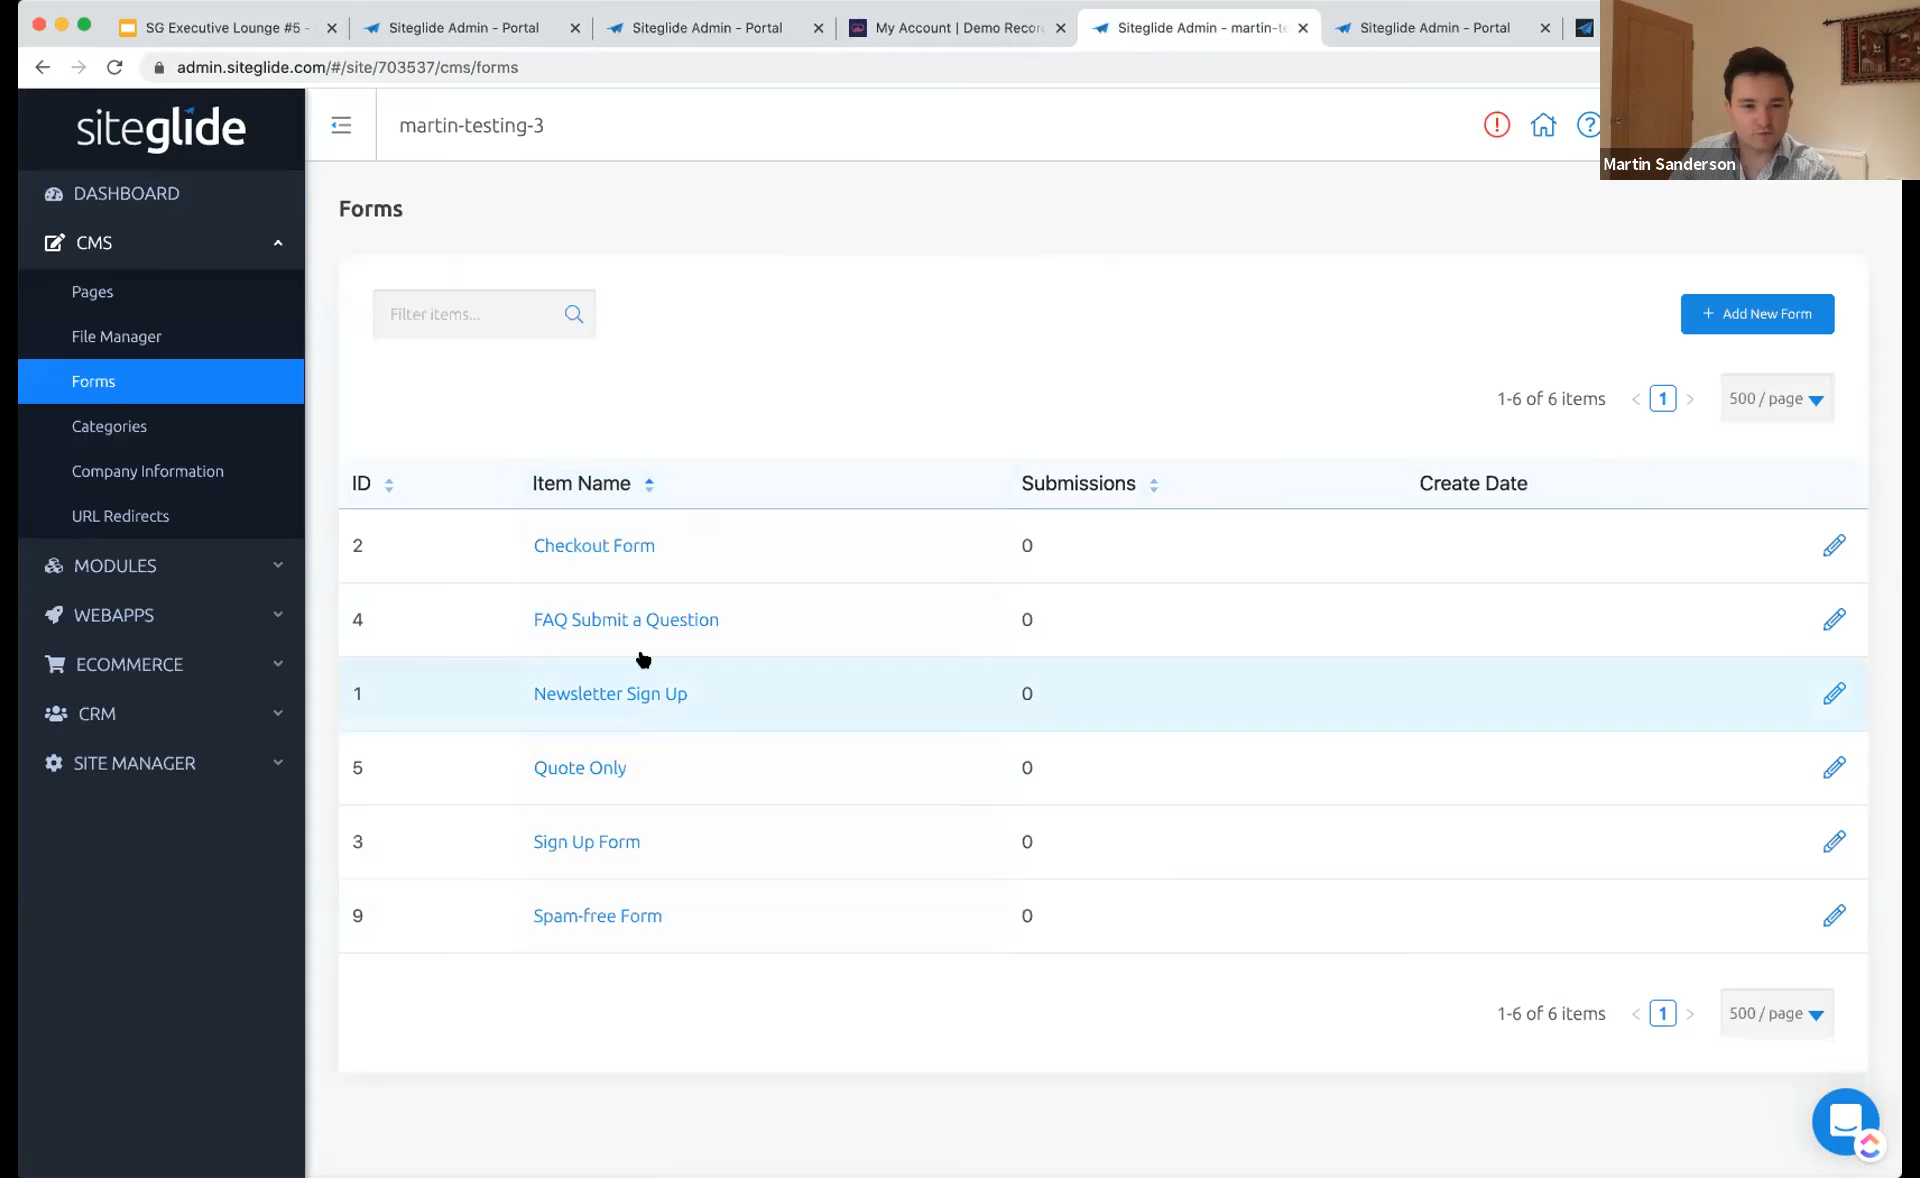 SG Executive Lounge #5 -
Siteglide Admin - Portal
Siteglide Admin - Portal
My Account | Demo Recor
Siteglide Admin - martin-te
Siteglide Admin - Portal
admin.siteglide.com/#/site/703537/cms/forms
siteglide
martin-testing-3
Martin Sanderson
DASHBOARD
CMS
Pages
File Manager
Forms
Categories
Company Information
URL Redirects
MODULES
WEBAPPS
ECOMMERCE
CRM
SITE MANAGER
Forms
Filter items...
+ Add New Form
1-6 of 6 items < 1 > 500 / page
ID Item Name Submissions Create Date
2 Checkout Form 0
4 FAQ Submit a Question 0
1 Newsletter Sign Up 0
5 Quote Only 0
3 Sign Up Form 0
9 Spam-free Form 0
1-6 of 6 items < 1 > 500 / page